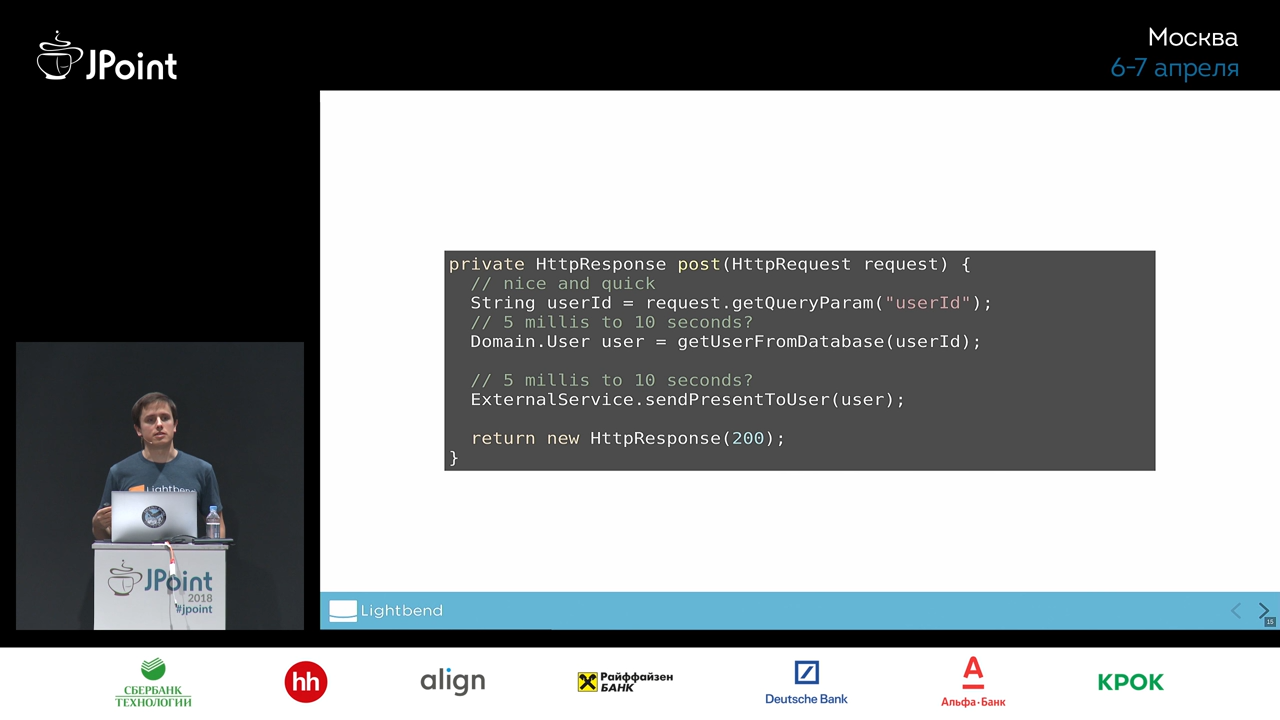 JPoint
Москва
6-7 апреля
private HttpResponse post(HttpRequest request) {
// nice and quick
String userId = request.getQueryParam("userId");
// 5 millis to 10 seconds?
Domain.User user = getUserFromDatabase(userId);
// 5 millis to 10 seconds?
ExternalService.sendPresentToUser(user);
return new HttpResponse(200);
}
Lightbend
JPoint
2018
#jpoint
Lightbend
15
СБЕРБАНК
ТЕХНОЛОГИИ
hh
align
Райффайзен
БАНК
Deutsche Bank
А
Альфа·Банк
КРОК